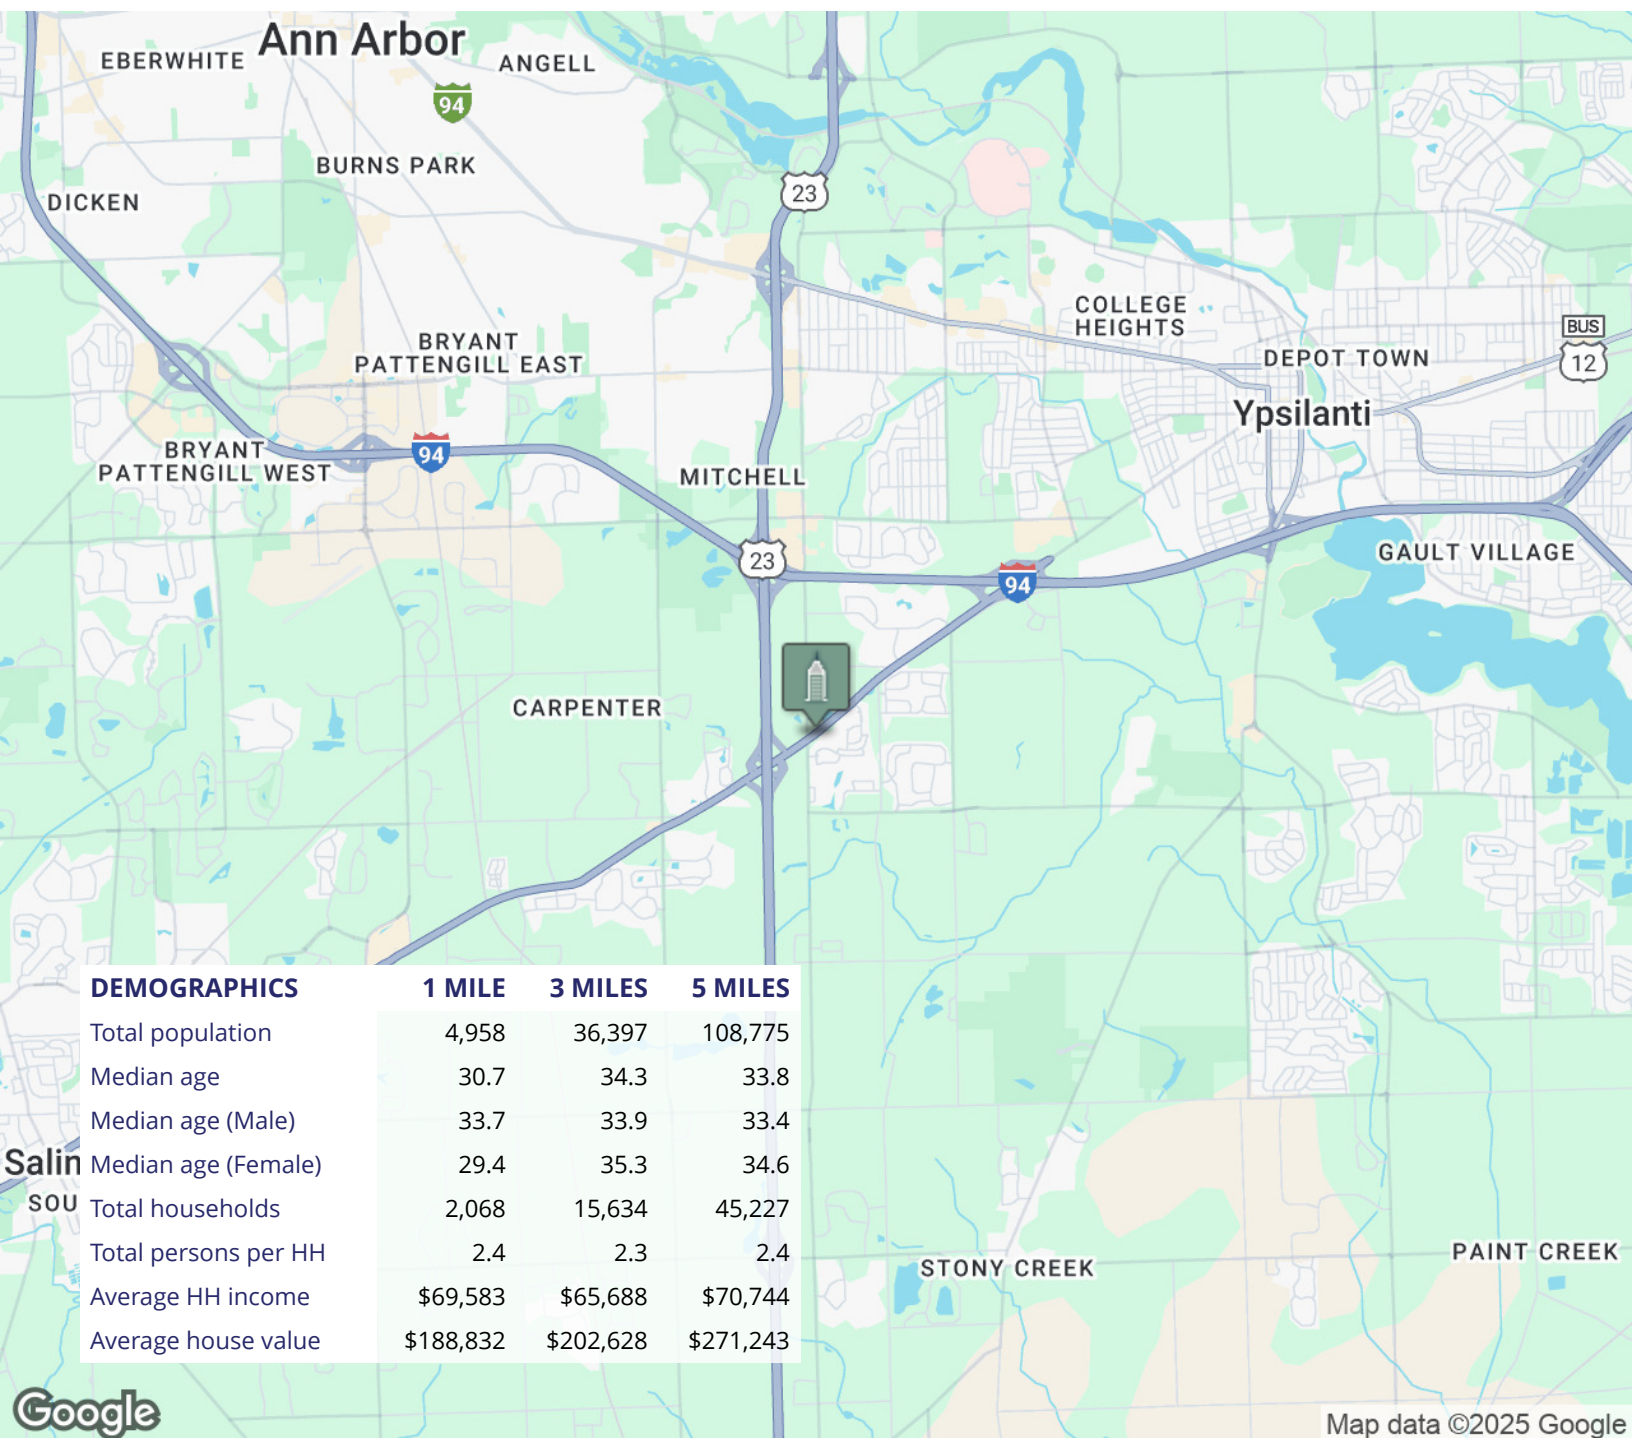 Ann Arbor
EBERWHITE
ANGELL
94
BURNS PARK
DICKEN
23
COLLEGE
HEIGHTS
BUS
12
BRYANT
PATTENGILL EAST
DEPOT TOWN
Ypsilanti
BRYANT
PATTENGILL WEST
94
MITCHELL
23
GAULT VILLAGE
94
CARPENTER
DEMOGRAPHICS 1 MILE 3 MILES 5 MILES
Total population 4,958 36,397 108,775
Median age 30.7 34.3 33.8
Median age (Male) 33.7 33.9 33.4
Median age (Female) 29.4 35.3 34.6
Total households 2,068 15,634 45,227
Total persons per HH 2.4 2.3 2.4
Average HH income $69,583 $65,688 $70,744
Average house value $188,832 $202,628 $271,243
Salin
SOU
STONY CREEK
PAINT CREEK
Google
Map data ©2025 Google